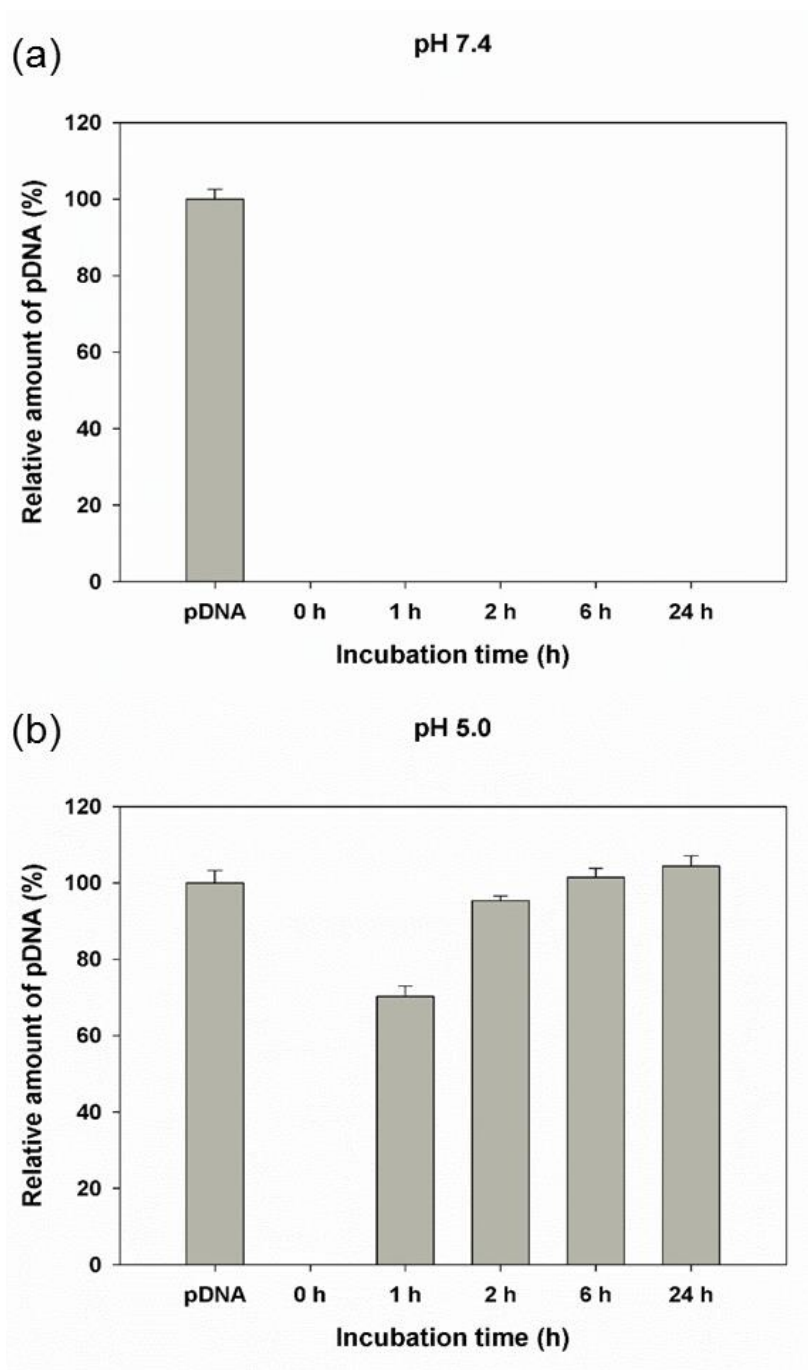 (a)
pH 7.4
120
100
80
60
40
20
0
Relative amount of pDNA (%)
pDNA 0 h 1 h 2 h 6 h 24 h
Incubation time (h)
(b)
pH 5.0
120
100
80
60
40
20
0
Relative amount of pDNA (%)
pDNA 0 h 1 h 2 h 6 h 24 h
Incubation time (h)